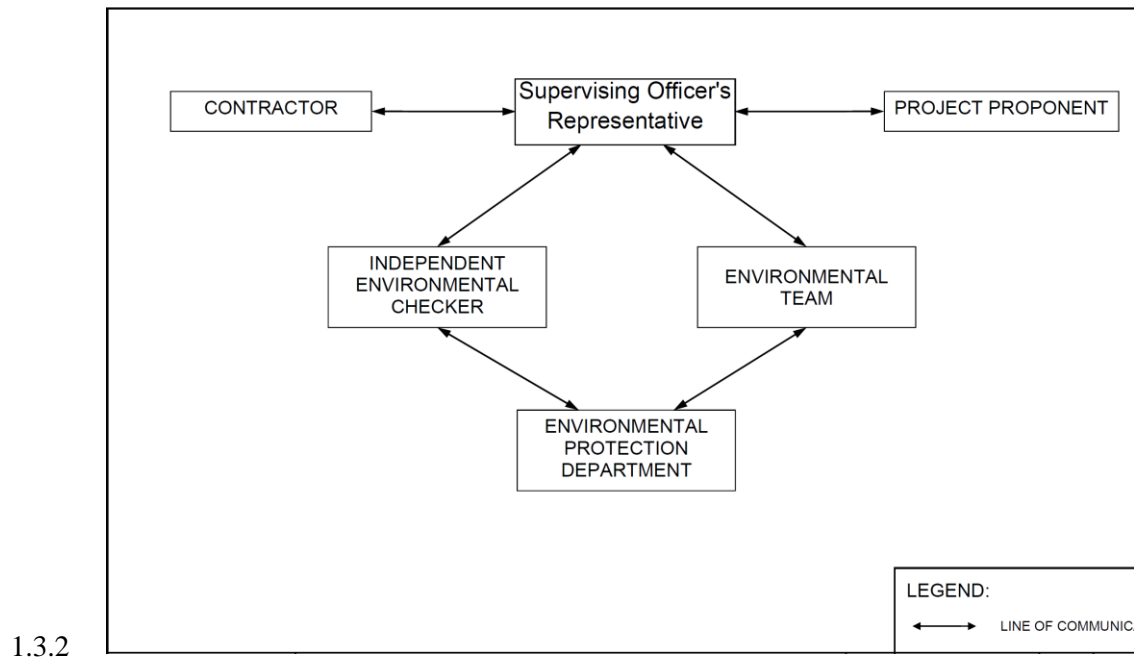 Supervising Officer's
Representative
CONTRACTOR
PROJECT PROPONENT
INDEPENDENT
ENVIRONMENTAL
CHECKER
ENVIRONMENTAL
TEAM
ENVIRONMENTAL
PROTECTION
DEPARTMENT
LEGEND:
LINE OF COMMUNICA
1.3.2